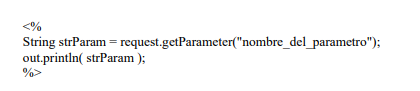 <%
String strParam = request.getParameter("nombre_del_parametro");
out.println( strParam );
%>